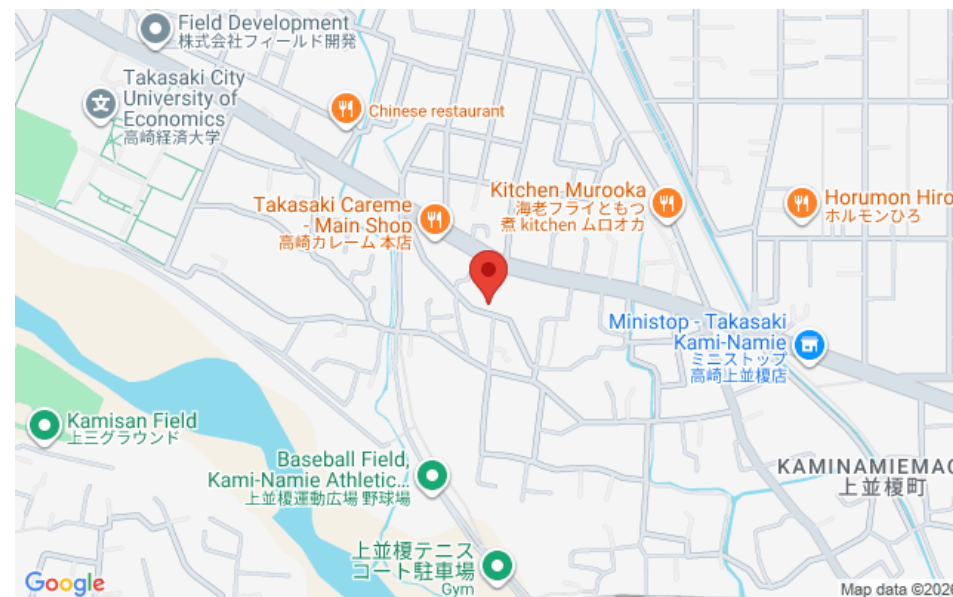 Field Development
株式会社フィールド開発
Takasaki City
University of
Economics
高崎経済大学
Chinese restaurant
Takasaki Careme
- Main Shop
高崎カレーム 本店
Kitchen Murooka
海老フライともつ
煮 kitchen ムロオカ
Horumon Hiro
ホルモンひろ
Ministop - Takasaki
Kami-Namie
ミニストップ
高崎上並榎店
Kamisan Field
上三グラウンド
Baseball Field,
Kami-Namie Athletic...
上並榎運動広場 野球場
KAMINAMIEMAC
上並榎町
上並榎テニス
コート駐車場
Gym
Google
Map data ©2026